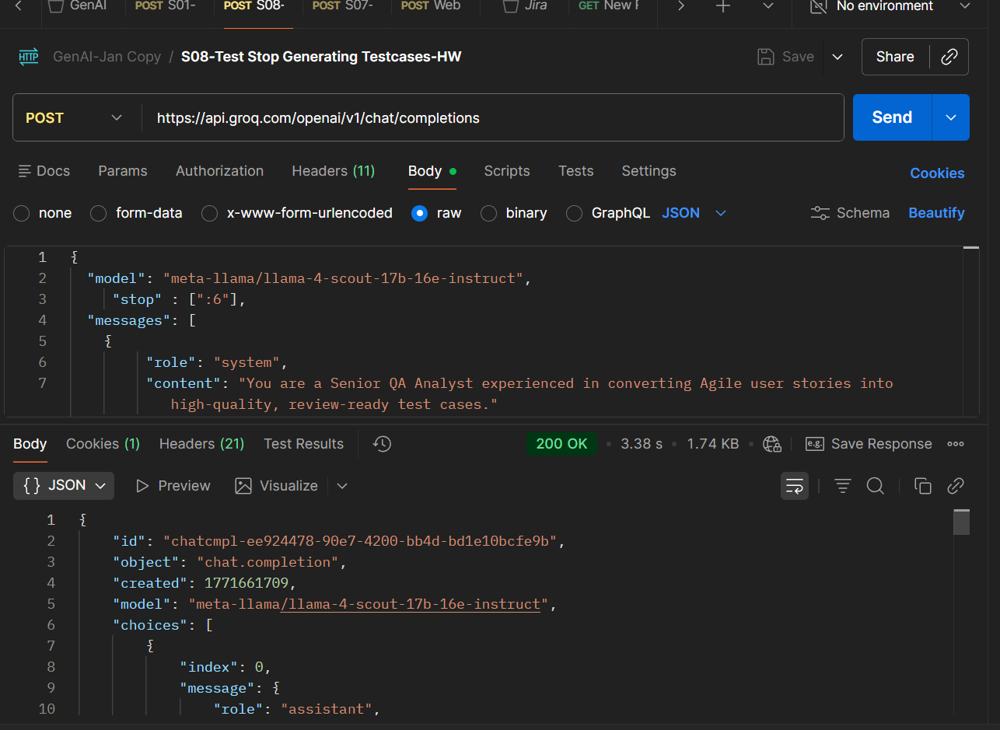 GenAI POST S01- POST S08- POST S07- POST Web Jira GET New No environment
HTTP GenAI-Jan Copy / S08-Test Stop Generating Testcases-HW Save Share
POST https://api.groq.com/openai/v1/chat/completions Send
Docs Params Authorization Headers (11) Body Scripts Tests Settings Cookies
none form-data x-www-form-urlencoded raw binary GraphQL JSON Schema Beautify
1 {
2 "model": "meta-llama/llama-4-scout-17b-16e-instruct",
3 "stop" : [":6"],
4 "messages": [
5 {
6 "role": "system",
7 "content": "You are a Senior QA Analyst experienced in converting Agile user stories into
high-quality, review-ready test cases."
Body Cookies (1) Headers (21) Test Results 200 OK • 3.38 s • 1.74 KB • e.g. Save Response
{} JSON Preview Visualize
1 {
2 "id": "chatcmpl-ee924478-90e7-4200-bb4d-bd1e10bcfe9b",
3 "object": "chat.completion",
4 "created": 1771661709,
5 "model": "meta-llama/llama-4-scout-17b-16e-instruct",
6 "choices": [
7 {
8 "index": 0,
9 "message": {
10 "role": "assistant",